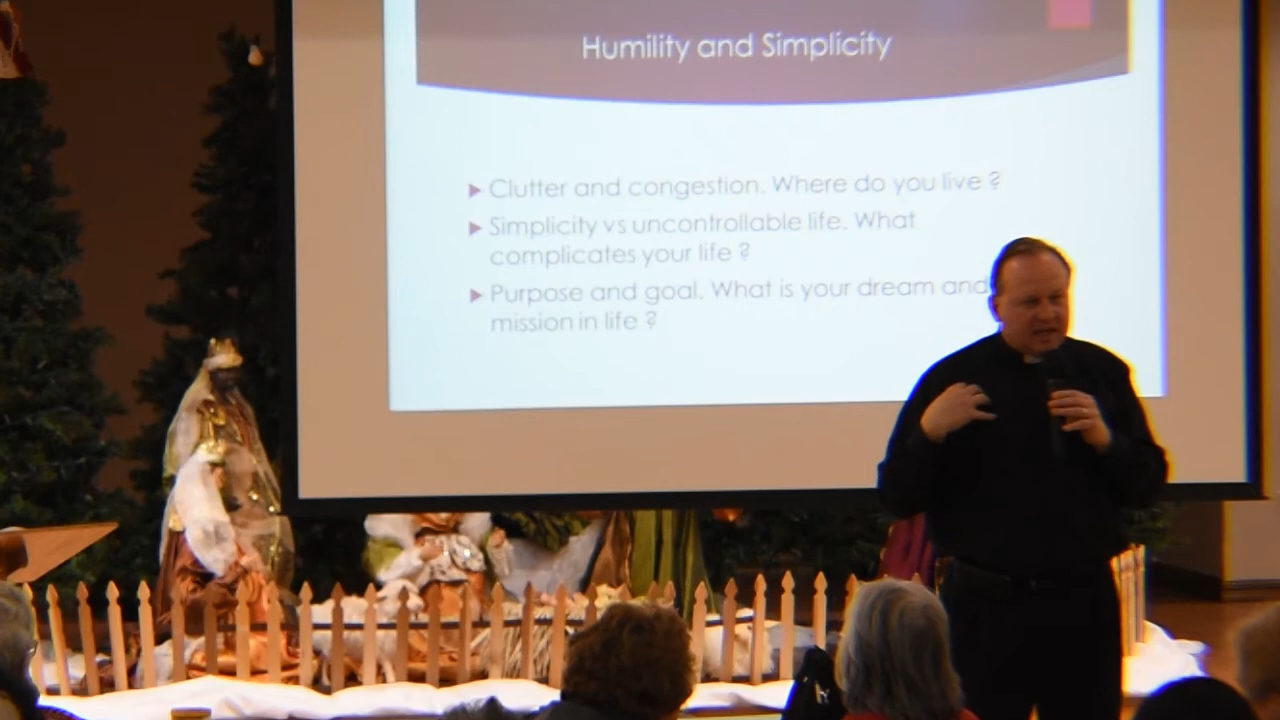 Humility and Simplicity
Clutter and congestion. Where do you live ?
Simplicity vs uncontrollable life. What
complicates your life ?
Purpose and goal. What is your dream and
mission in life ?